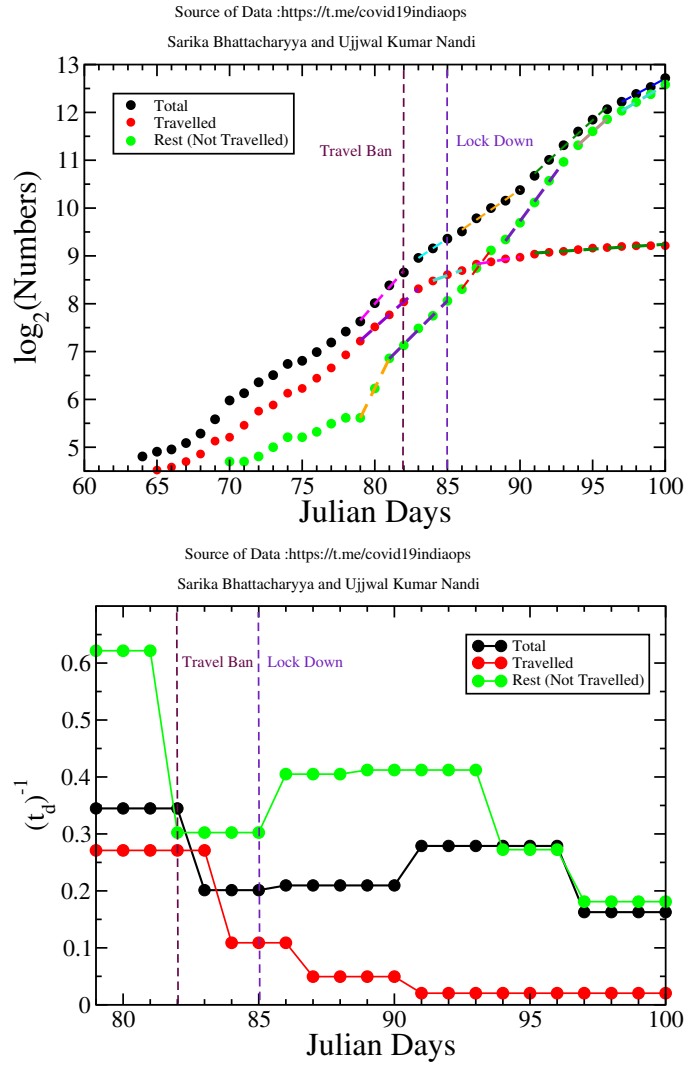 Source of Data :https://t.me/covid19indiaops
Sarika Bhattacharyya and Ujjwal Kumar Nandi
13
12
11
10
9
8
7
6
5
log2(Numbers)
Total
Travelled
Rest (Not Travelled)
Travel Ban
Lock Down
60 65 70 75 80 85 90 95 100
Julian Days
Source of Data :https://t.me/covid19indiaops
Sarika Bhattacharyya and Ujjwal Kumar Nandi
0.6
0.5
0.4
0.3
0.2
0.1
0
(t_d)^-1
Travel Ban
Lock Down
Total
Travelled
Rest (Not Travelled)
80 85 90 95 100
Julian Days